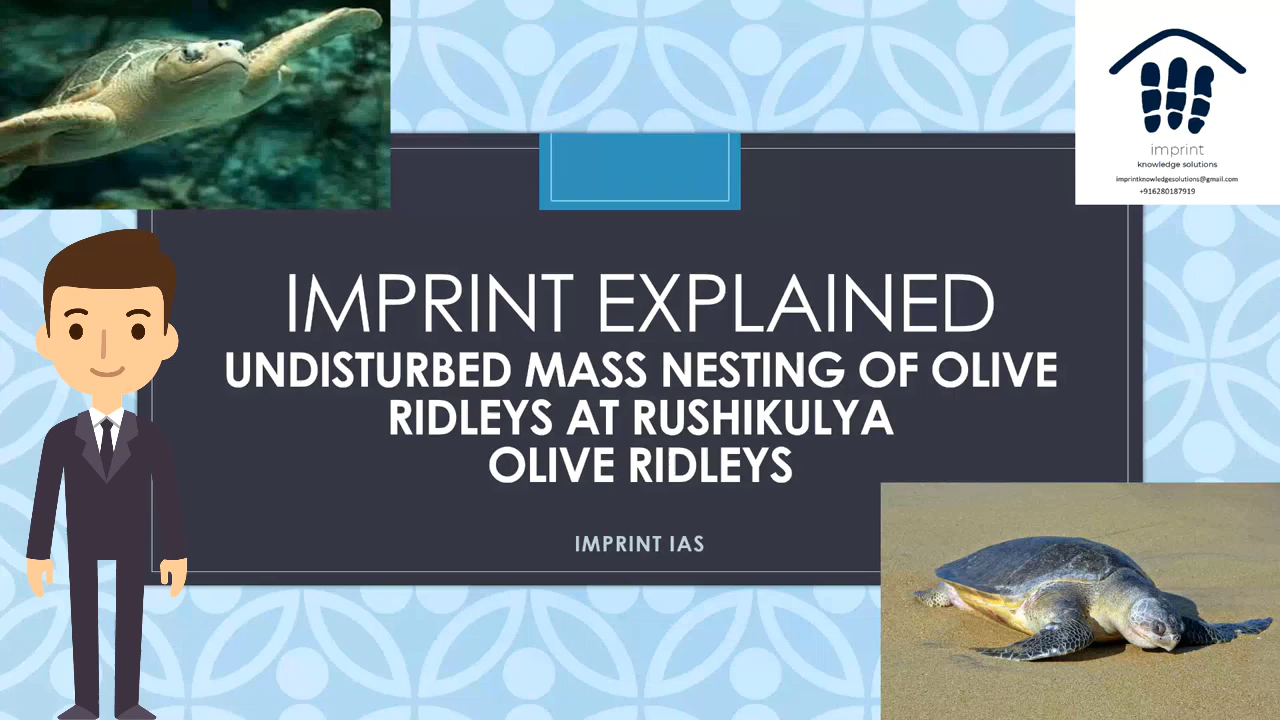 imprint
knowledge solutions
imprintknowledgesolutions@gmail.com
+916280187919
IMPRINT EXPLAINED
UNDISTURBED MASS NESTING OF OLIVE
RIDLEYS AT RUSHIKULYA
OLIVE RIDLEYS
IMPRINT IAS